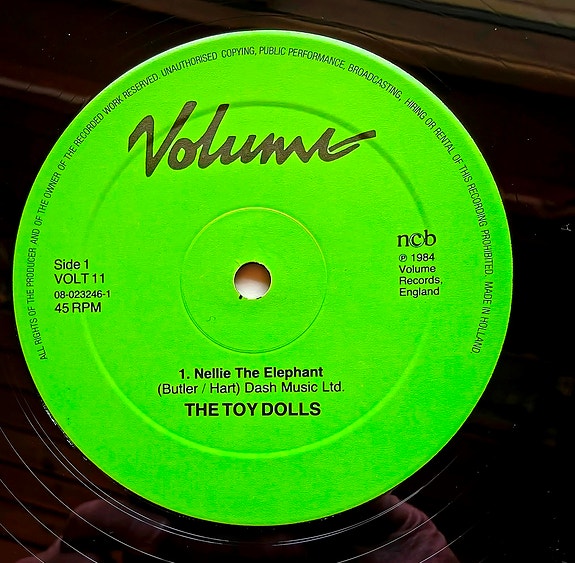 ALL RIGHTS OF THE PRODUCER AND OF THE OWNER OF THE RECORDED WORK RESERVED. UNAUTHORISED COPYING, PUBLIC PERFORMANCE, BROADCASTING, HIRING OR RENTAL OF THIS RECORDING PROHIBITED. MADE IN HOLLAND
Volume
Side 1
VOLT 11
08-023246-1
45 RPM
ncb
℗ 1984
Volume
Records,
England
1. Nellie The Elephant
(Butler / Hart) Dash Music Ltd.
THE TOY DOLLS